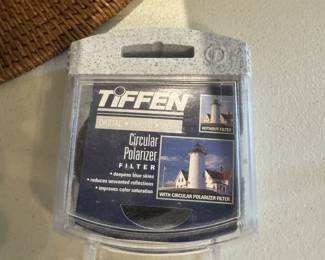 TIFFEN
DIGITAL
WITHOUT FILTER
Circular
Polarizer
FILTER
• deepens blue skies
• reduces unwanted reflections
• improves color saturation
WITH CIRCULAR POLARIZER FILTER